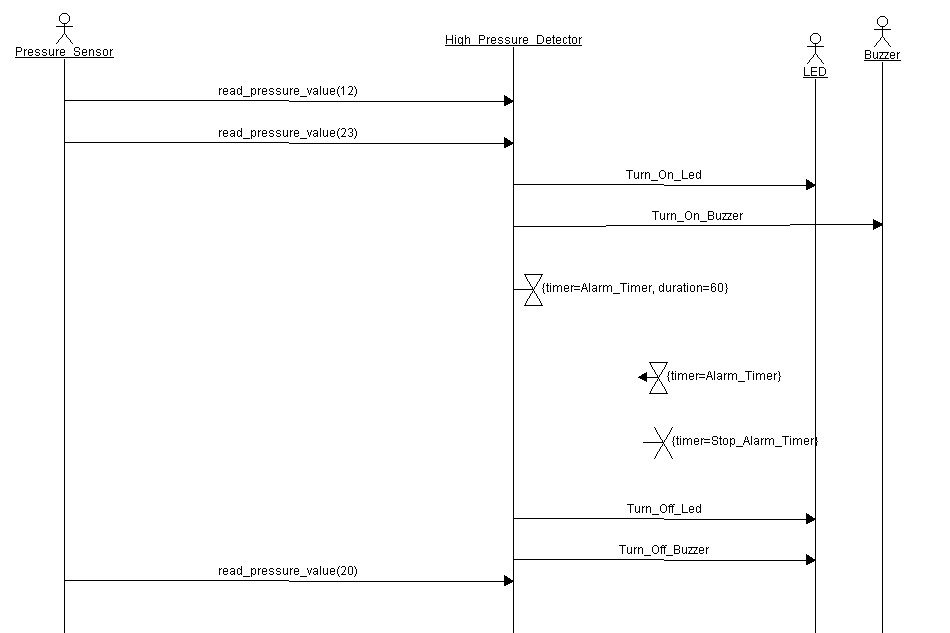 Pressure_Sensor
High_Pressure_Detector
LED
Buzzer
read_pressure_value(12)
read_pressure_value(23)
Turn_On_Led
Turn_On_Buzzer
{timer=Alarm_Timer, duration=60}
{timer=Alarm_Timer}
{timer=Stop_Alarm_Timer}
Turn_Off_Led
Turn_Off_Buzzer
read_pressure_value(20)